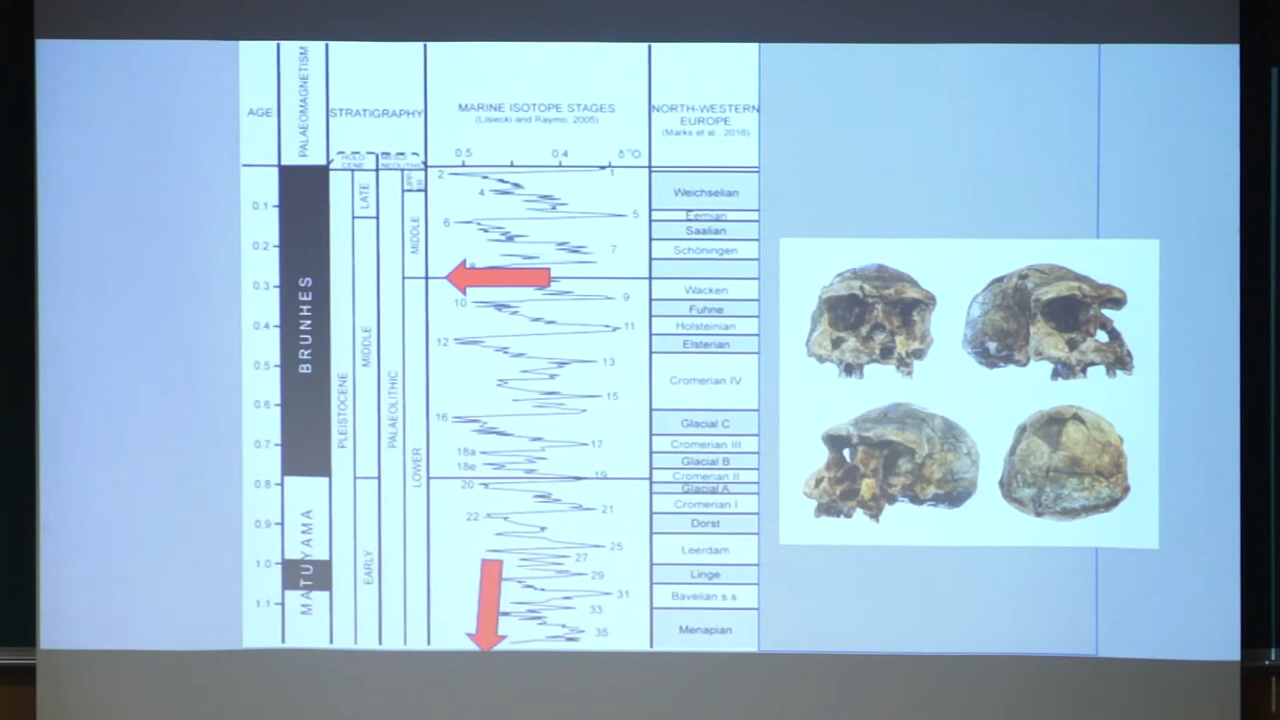 AGE
PALAEOMAGNETISM
STRATIGRAPHY
MARINE ISOTOPE STAGES
(Lisiecki and Raymo, 2005)
NORTH-WESTERN
EUROPE
(Marks et al., 2016)
HOLO-
CENE
MESO-
NEOLITHIC
0.5
0.4
δ18O
0.1
0.2
0.3
0.4
0.5
0.6
0.7
0.8
0.9
1.0
1.1
BRUNHES
MATUYAMA
PLEISTOCENE
LATE
MIDDLE
EARLY
PALAEOLITHIC
UPP-
ER
MIDDLE
LOWER
1
2
4
5
6
7
8
9
10
11
12
13
15
16
17
18a
18e
19
20
21
22
25
27
29
31
33
35
Weichselian
Eemian
Saalian
Schöningen
Wacken
Fuhne
Holsteinian
Elsterian
Cromerian IV
Glacial C
Cromerian III
Glacial B
Cromerian II
Glacial A
Cromerian I
Dorst
Leerdam
Linge
Bavelian s.s.
Menapian